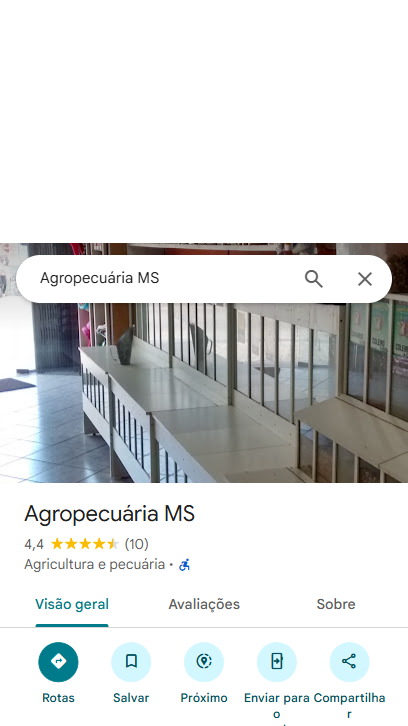 Agropecuária MS
Agropecuária MS
4,4 (10)
Agricultura e pecuária ·
Visão geral Avaliações Sobre
Rotas Salvar Próximo Enviar para o Compartilhar